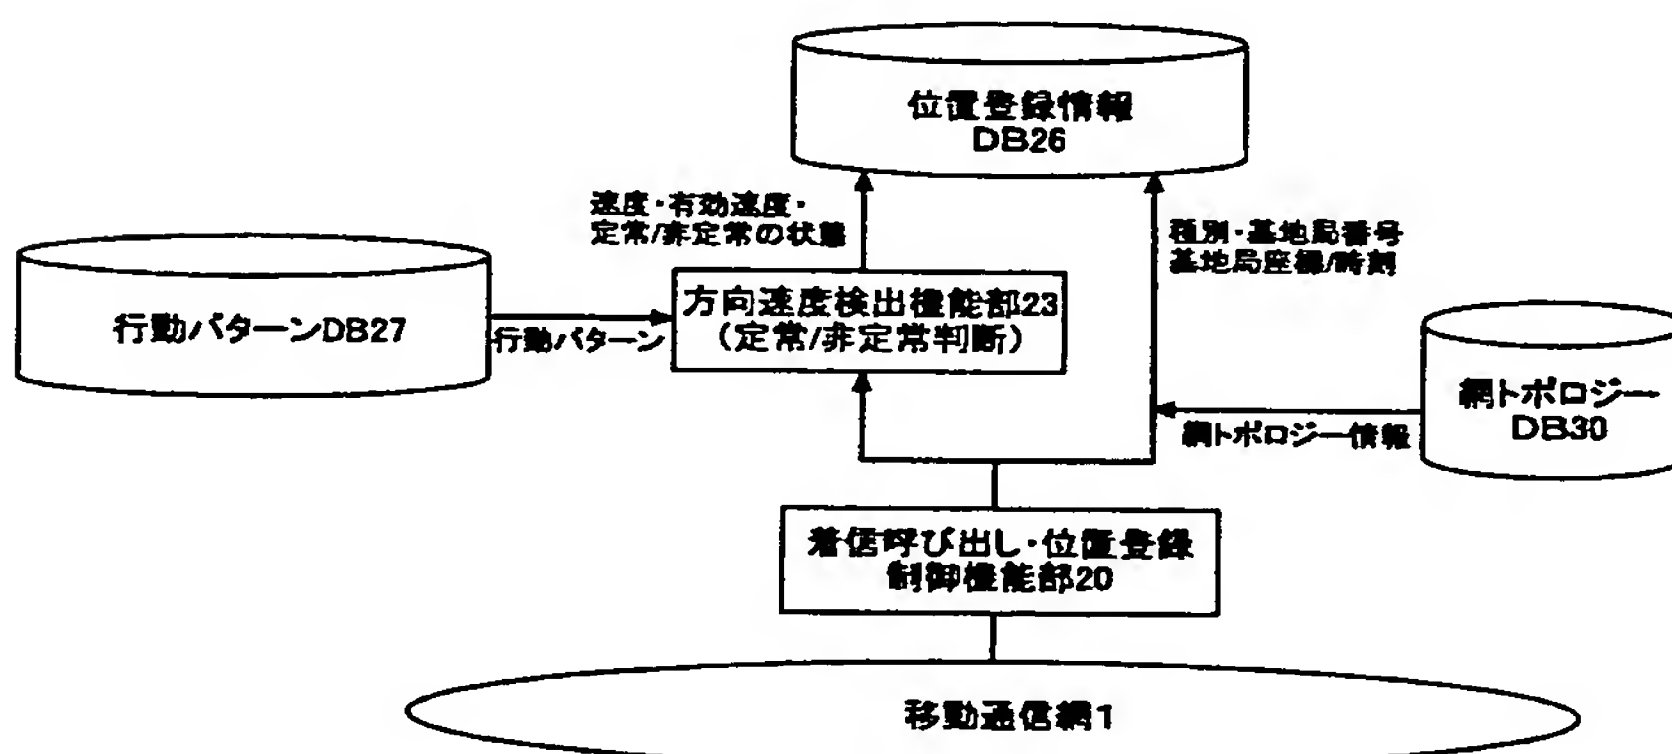 位置登録情報
DB26
速度・有効速度・
定常/非定常の状態
種別・基地局番号
基地局座標/時刻
行動パターンDB27
行動パターン
方向速度検出機能部23
(定常/非定常判断)
網トポロジー
DB30
網トポロジー情報
着信呼び出し・位置登録
制御機能部20
移動通信網1